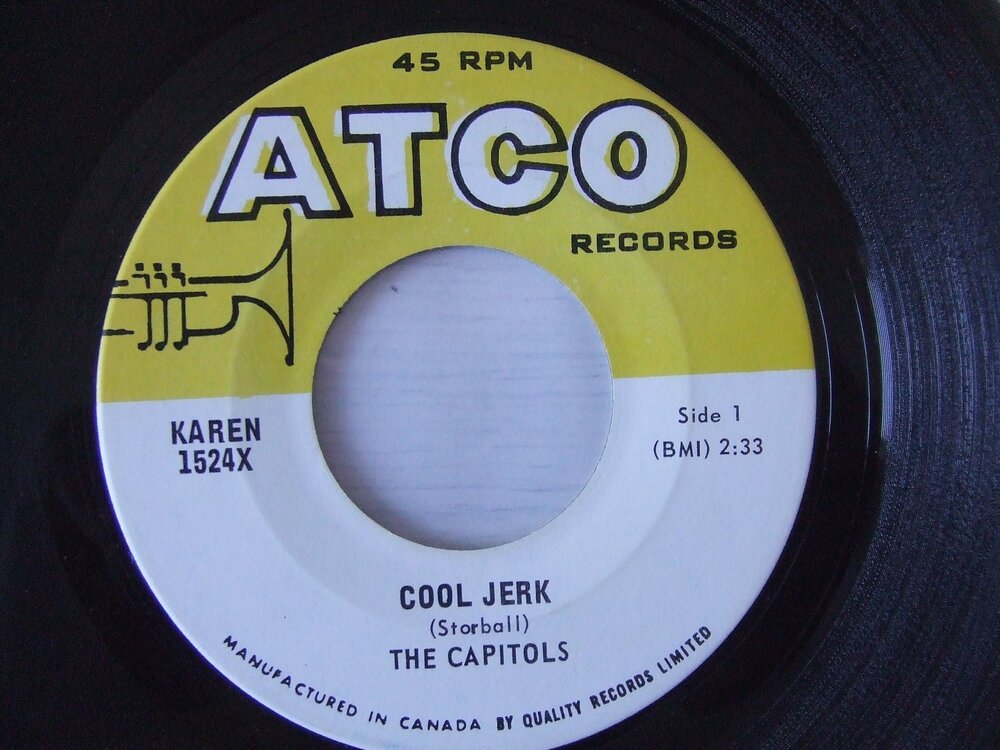 45 RPM
ATCO
RECORDS
KAREN
1524X
Side 1
(BMI) 2:33
COOL JERK
(Storball)
THE CAPITOLS
MANUFACTURED IN CANADA BY QUALITY RECORDS LIMITED